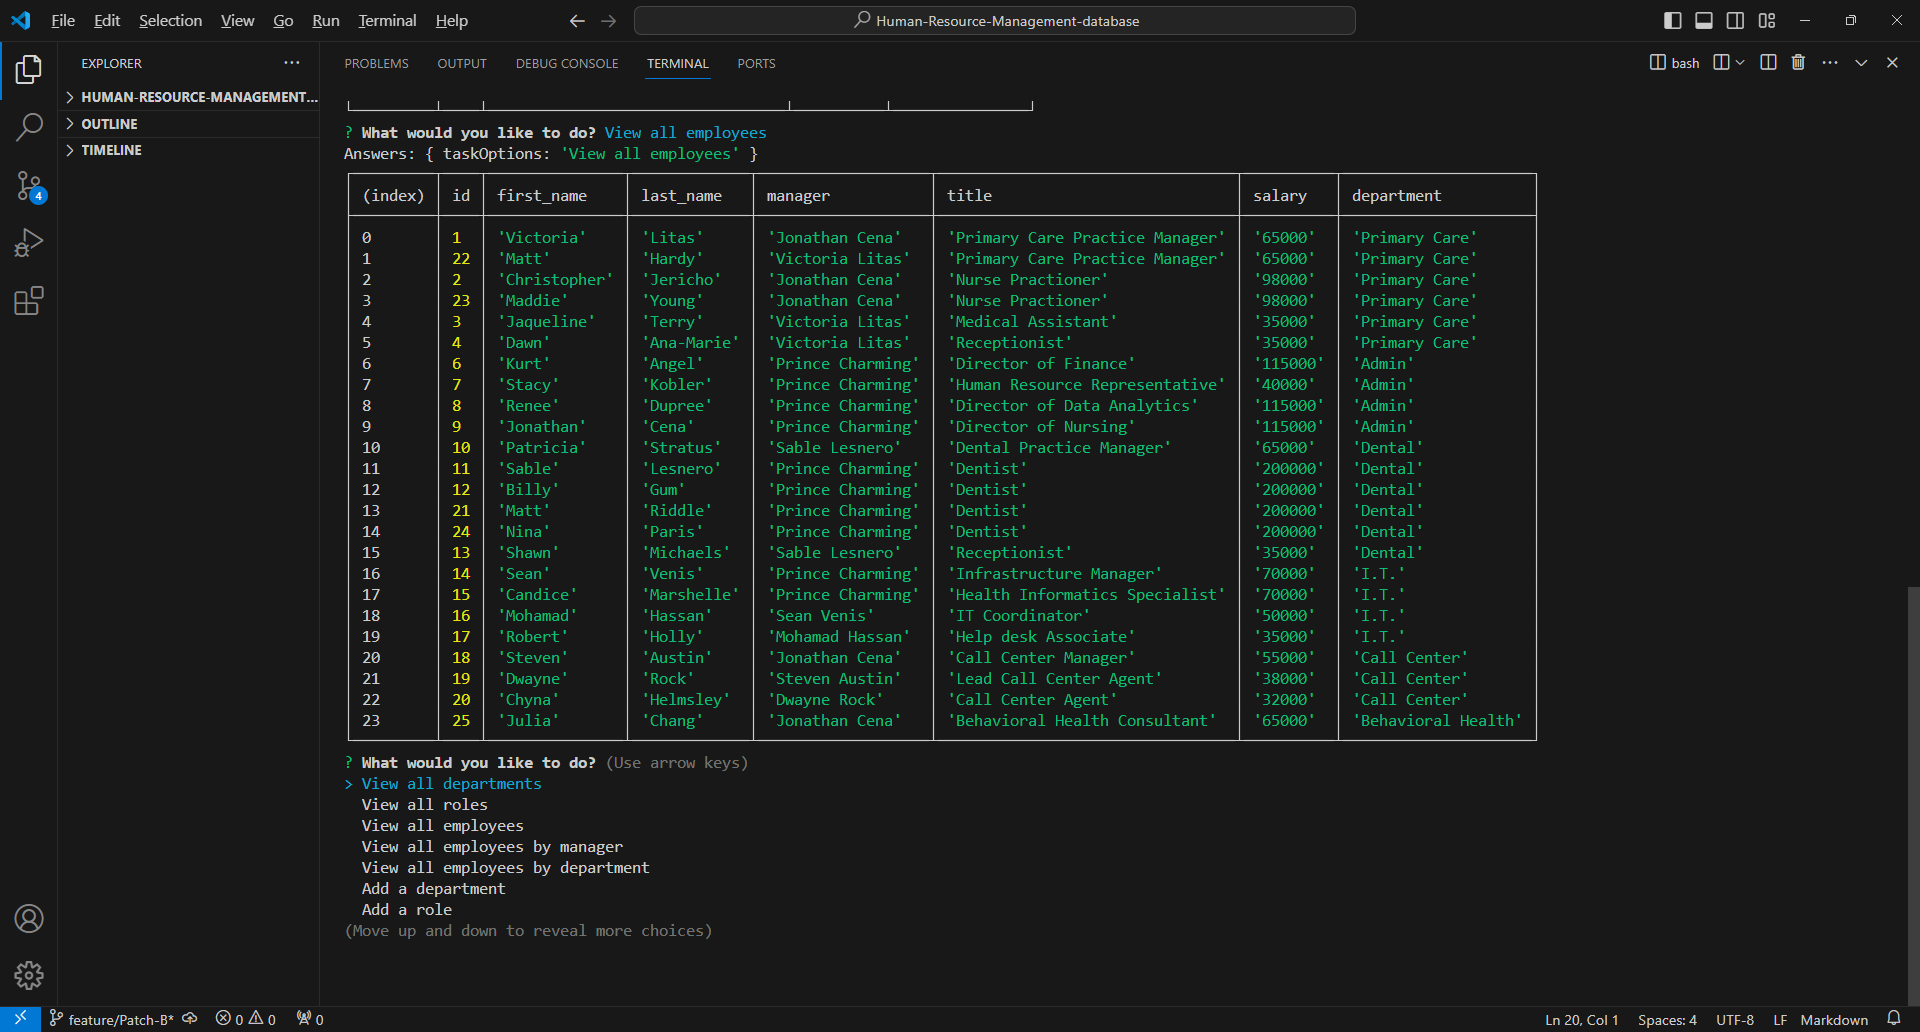 File Edit Selection View Go Run Terminal Help
Human-Resource-Management-database
EXPLORER
HUMAN-RESOURCE-MANAGEMENT...
OUTLINE
TIMELINE
4
PROBLEMS OUTPUT DEBUG CONSOLE TERMINAL PORTS
bash
? What would you like to do? View all employees
Answers: { taskOptions: 'View all employees' }
(index) id first_name last_name manager title salary department
0 1 'Victoria' 'Litas' 'Jonathan Cena' 'Primary Care Practice Manager' '65000' 'Primary Care'
1 22 'Matt' 'Hardy' 'Victoria Litas' 'Primary Care Practice Manager' '65000' 'Primary Care'
2 2 'Christopher' 'Jericho' 'Jonathan Cena' 'Nurse Practioner' '98000' 'Primary Care'
3 23 'Maddie' 'Young' 'Jonathan Cena' 'Nurse Practioner' '98000' 'Primary Care'
4 3 'Jaqueline' 'Terry' 'Victoria Litas' 'Medical Assistant' '35000' 'Primary Care'
5 4 'Dawn' 'Ana-Marie' 'Victoria Litas' 'Receptionist' '35000' 'Primary Care'
6 6 'Kurt' 'Angel' 'Prince Charming' 'Director of Finance' '115000' 'Admin'
7 7 'Stacy' 'Kobler' 'Prince Charming' 'Human Resource Representative' '40000' 'Admin'
8 8 'Renee' 'Dupree' 'Prince Charming' 'Director of Data Analytics' '115000' 'Admin'
9 9 'Jonathan' 'Cena' 'Prince Charming' 'Director of Nursing' '115000' 'Admin'
10 10 'Patricia' 'Stratus' 'Sable Lesnero' 'Dental Practice Manager' '65000' 'Dental'
11 11 'Sable' 'Lesnero' 'Prince Charming' 'Dentist' '200000' 'Dental'
12 12 'Billy' 'Gum' 'Prince Charming' 'Dentist' '200000' 'Dental'
13 21 'Matt' 'Riddle' 'Prince Charming' 'Dentist' '200000' 'Dental'
14 24 'Nina' 'Paris' 'Prince Charming' 'Dentist' '200000' 'Dental'
15 13 'Shawn' 'Michaels' 'Sable Lesnero' 'Receptionist' '35000' 'Dental'
16 14 'Sean' 'Venis' 'Prince Charming' 'Infrastructure Manager' '70000' 'I.T.'
17 15 'Candice' 'Marshelle' 'Prince Charming' 'Health Informatics Specialist' '70000' 'I.T.'
18 16 'Mohamad' 'Hassan' 'Sean Venis' 'IT Coordinator' '50000' 'I.T.'
19 17 'Robert' 'Holly' 'Mohamad Hassan' 'Help desk Associate' '35000' 'I.T.'
20 18 'Steven' 'Austin' 'Jonathan Cena' 'Call Center Manager' '55000' 'Call Center'
21 19 'Dwayne' 'Rock' 'Steven Austin' 'Lead Call Center Agent' '38000' 'Call Center'
22 20 'Chyna' 'Helmsley' 'Dwayne Rock' 'Call Center Agent' '32000' 'Call Center'
23 25 'Julia' 'Chang' 'Jonathan Cena' 'Behavioral Health Consultant' '65000' 'Behavioral Health'
? What would you like to do? (Use arrow keys)
> View all departments
View all roles
View all employees
View all employees by manager
View all employees by department
Add a department
Add a role
(Move up and down to reveal more choices)
feature/Patch-B* 0 0 0 Ln 20, Col 1 Spaces: 4 UTF-8 LF Markdown